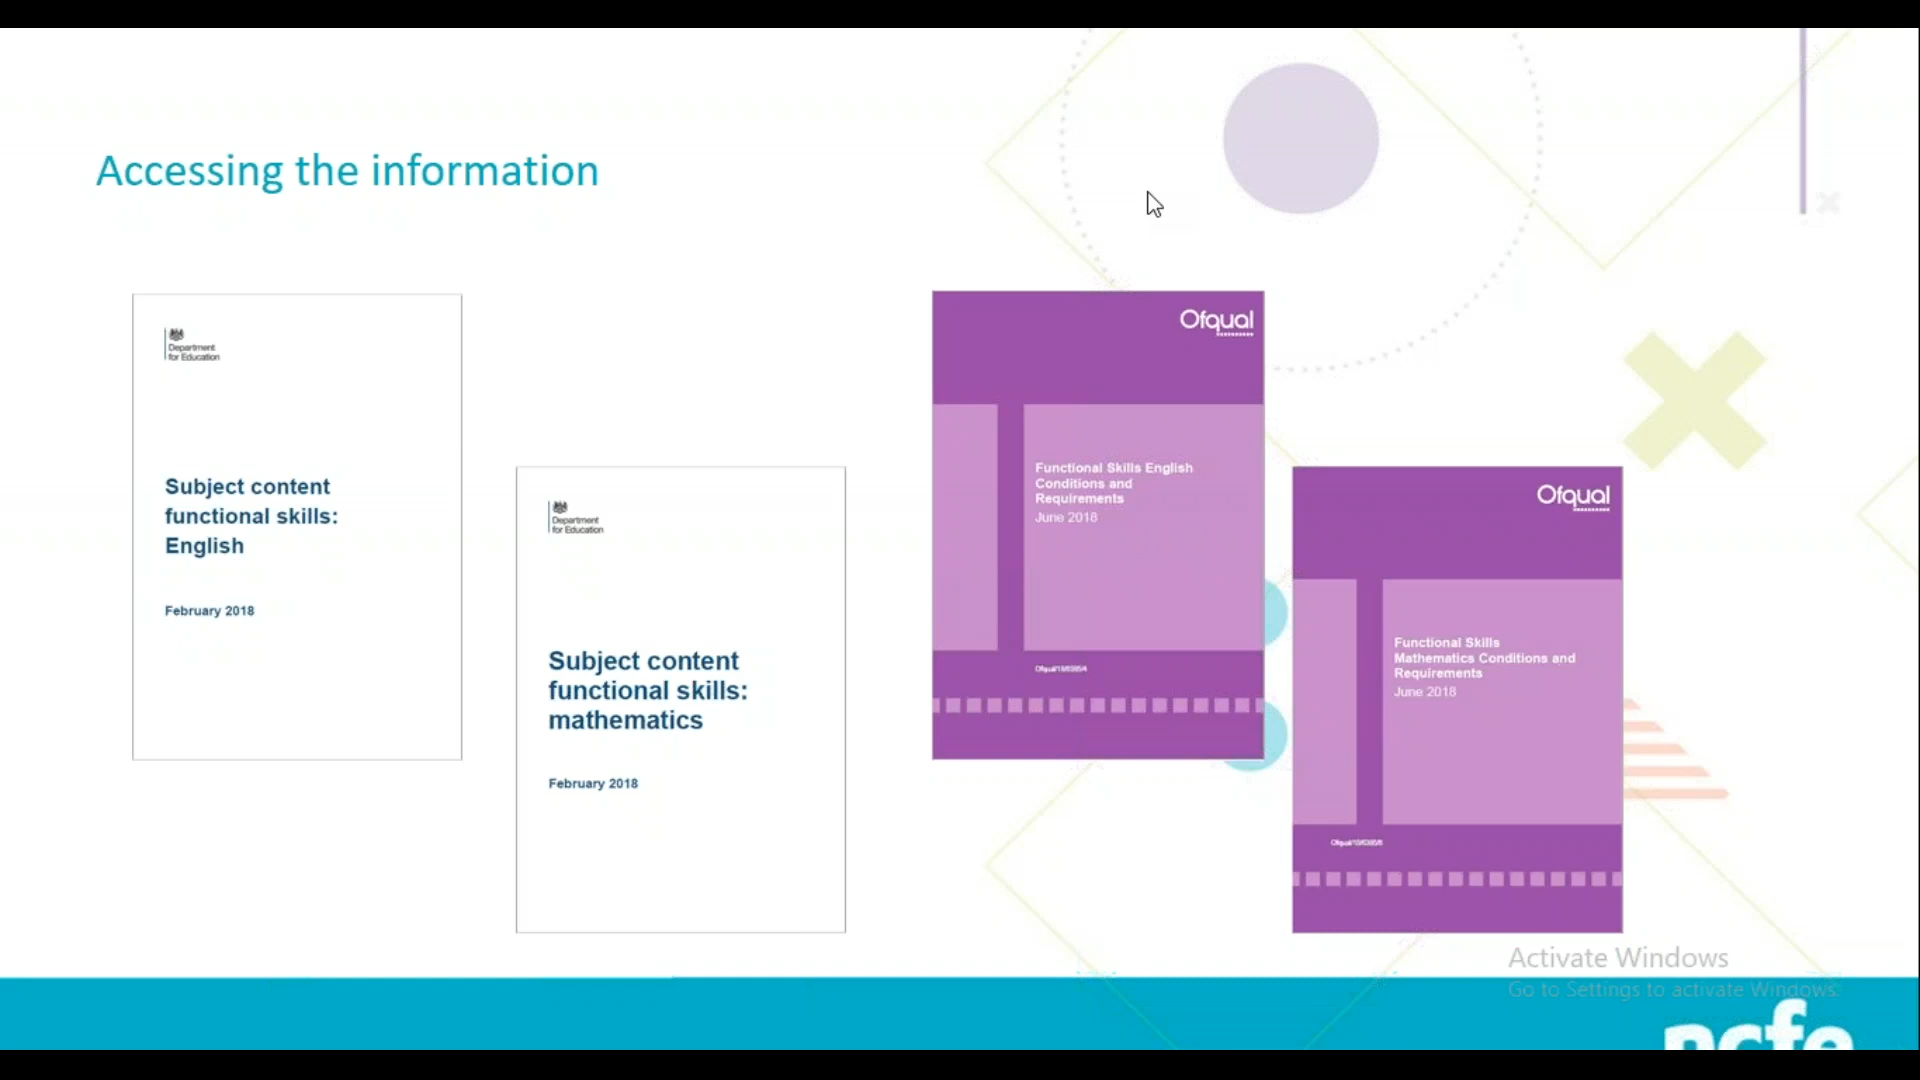 Accessing the information
Department
for Education
Subject content
functional skills:
English
February 2018
Department
for Education
Subject content
functional skills:
mathematics
February 2018
Ofqual
Functional Skills English
Conditions and
Requirements
June 2018
Ofqual
Functional Skills
Mathematics Conditions and
Requirements
June 2018
Activate Windows
Go to Settings to activate Windows.
ncfe